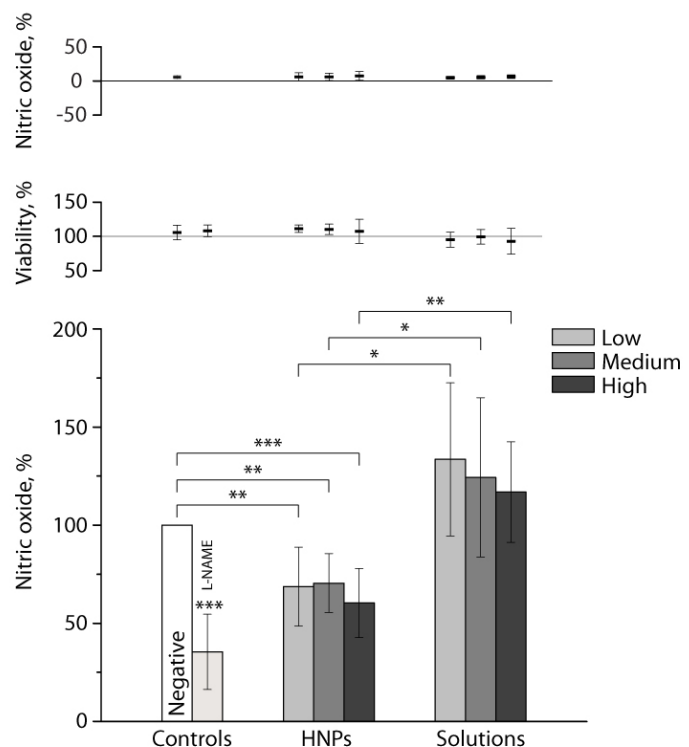 Nitric oxide, %
50
0
-50
Viability, %
150
100
50
Nitric oxide, %
200
150
100
50
0
**
*
*
***
**
**
Low
Medium
High
Negative
L-NAME
***
Controls
HNPs
Solutions